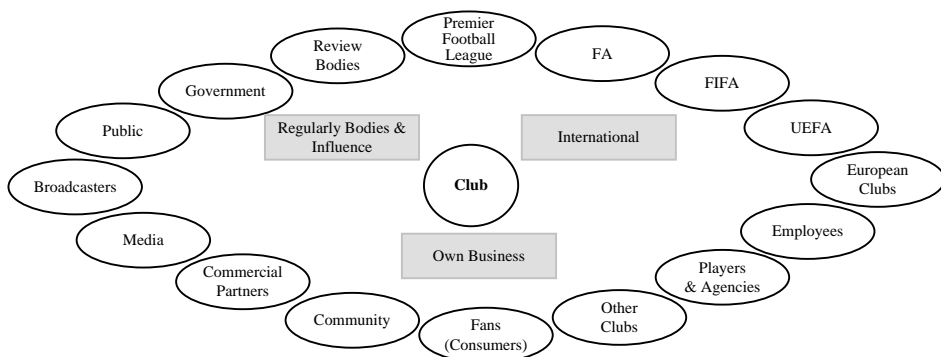 Premier
Football
League
Review
Bodies
FA
Government
FIFA
Public
Regularly Bodies &
Influence
International
UEFA
Broadcasters
Club
European
Clubs
Media
Own Business
Employees
Commercial
Partners
Players
& Agencies
Community
Fans
(Consumers)
Other
Clubs